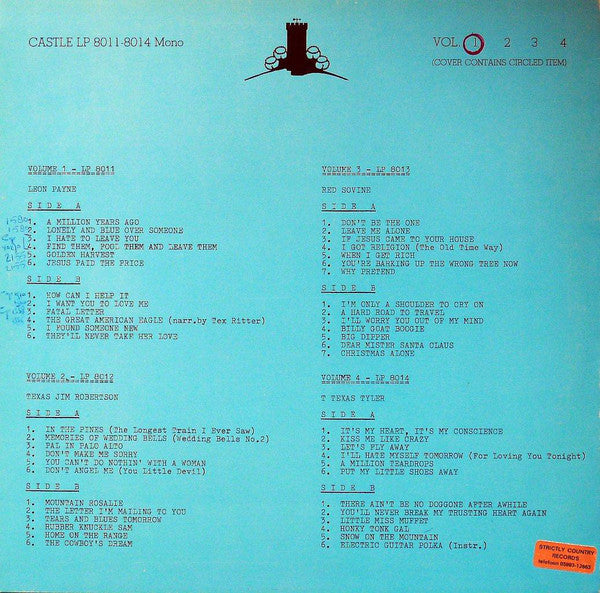 CASTLE LP 8011-8014 Mono
VOL. 1 2 3 4
(COVER CONTAINS CIRCLED ITEM)
VOLUME 1 - LP 8011
LEON PAYNE
SIDE A
1. A MILLION YEARS AGO
2. LONELY AND BLUE OVER SOMEONE
3. I HATE TO LEAVE YOU
4. FIND THEM, FOOL THEM AND LEAVE THEM
5. GOLDEN HARVEST
6. JESUS PAID THE PRICE
SIDE B
1. HOW CAN I HELP IT
2. I WANT YOU TO LOVE ME
3. FATAL LETTER
4. THE GREAT AMERICAN EAGLE (narr.by Tex Ritter)
5. I FOUND SOMEONE NEW
6. THEY'LL NEVER TAKE HER LOVE
VOLUME 2 - LP 8012
TEXAS JIM ROBERTSON
SIDE A
1. IN THE PINES (The Longest Train I Ever Saw)
2. MEMORIES OF WEDDING BELLS (Wedding Bells No.2)
3. PAL IN PALO ALTO
4. DON'T MAKE ME SORRY
5. YOU CAN'T DO NOTHIN' WITH A WOMAN
6. DON'T ANGEL ME (You Little Devil)
SIDE B
1. MOUNTAIN ROSALIE
2. THE LETTER I'M MAILING TO YOU
3. TEARS AND BLUES TOMORROW
4. RUBBER KNUCKLE SAM
5. HOME ON THE RANGE
6. THE COWBOY'S DREAM
VOLUME 3 - LP 8013
RED SOVINE
SIDE A
1. DON'T BE THE ONE
2. LEAVE ME ALONE
3. IF JESUS CAME TO YOUR HOUSE
4. I GOT RELIGION (The Old Time Way)
5. WHEN I GET RICH
6. YOU'RE BARKING UP THE WRONG TREE NOW
7. WHY PRETEND
SIDE B
1. I'M ONLY A SHOULDER TO CRY ON
2. A HARD ROAD TO TRAVEL
3. I'LL WORRY YOU OUT OF MY MIND
4. BILLY GOAT BOOGIE
5. BIG DIPPER
6. DEAR MISTER SANTA CLAUS
7. CHRISTMAS ALONE
VOLUME 4 - LP 8014
T TEXAS TYLER
SIDE A
1. IT'S MY HEART, IT'S MY CONSCIENCE
2. KISS ME LIKE CRAZY
3. LET'S FLY AWAY
4. I'LL HATE MYSELF TOMORROW (For Loving You Tonight)
5. A MILLION TEARDROPS
6. PUT MY LITTLE SHOES AWAY
SIDE B
1. THERE AIN'T BE NO DOGGONE AFTER AWHILE
2. YOU'LL NEVER BREAK MY TRUSTING HEART AGAIN
3. LITTLE MISS MUFFET
4. HONKY TONK GAL
5. SNOW ON THE MOUNTAIN
6. ELECTRIC GUITAR POLKA (Instr.)
STRICTLY COUNTRY
RECORDS